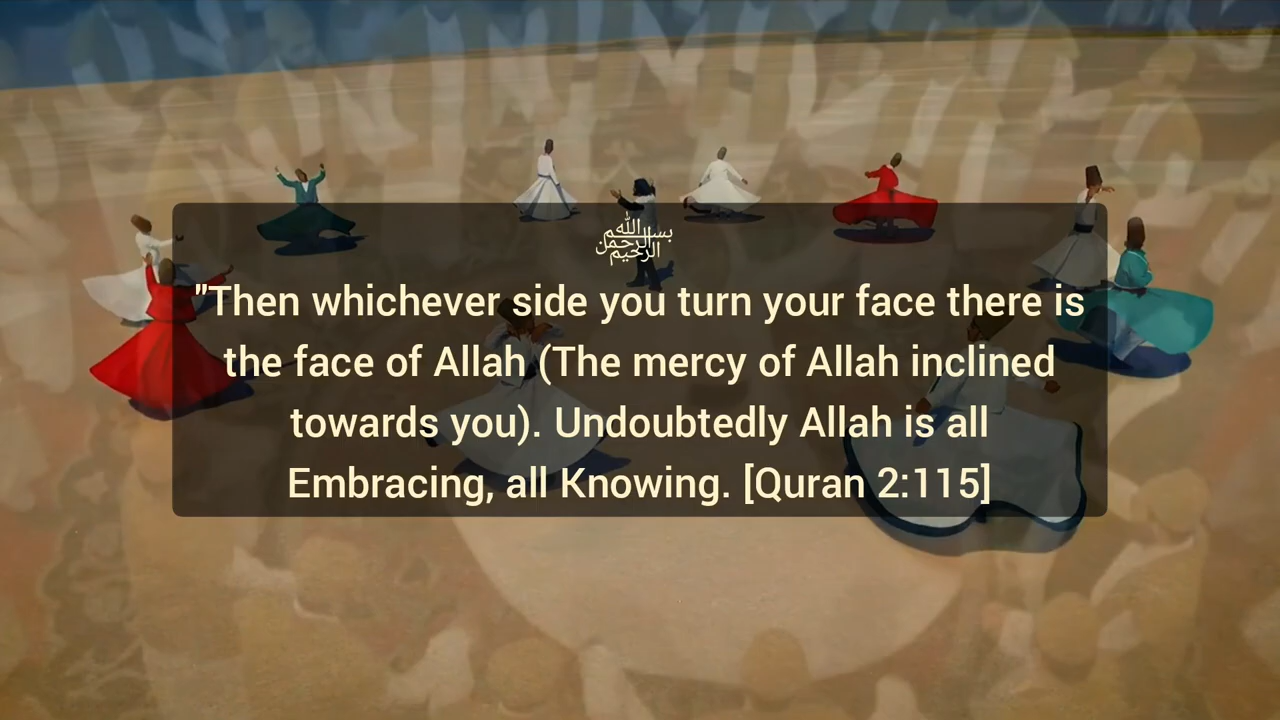 بسم الله الرحمن الرحيم
"Then whichever side you turn your face there is
the face of Allah (The mercy of Allah inclined
towards you). Undoubtedly Allah is all
Embracing, all Knowing. [Quran 2:115]